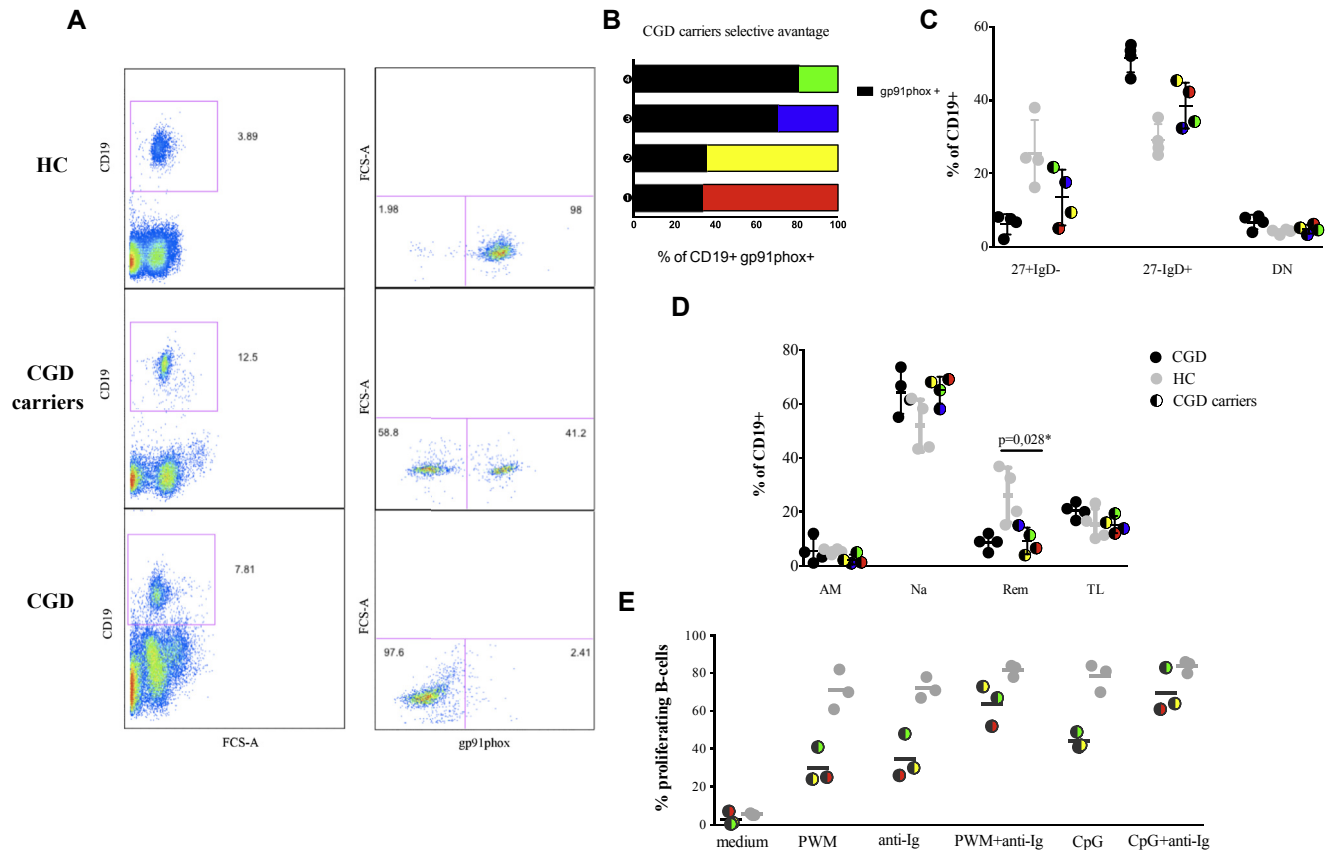 A
HC
CD19
3.89
FCS-A
1.98
98
CGD
carriers
CD19
12.5
FCS-A
58.8
41.2
CGD
CD19
7.81
FCS-A
97.6
2.41
FCS-A
gp91phox
B
CGD carriers selective avantage
4
3
2
1
gp91phox +
0 20 40 60 80 100
% of CD19+ gp91phox+
C
% of CD19+
60
40
20
0
27+IgD-
27-IgD+
DN
D
% of CD19+
80
60
40
20
0
p=0,028*
AM
Na
Rem
TL
CGD
HC
CGD carriers
E
% proliferating B-cells
100
80
60
40
20
0
medium
PWM
anti-Ig
PWM+anti-Ig
CpG
CpG+anti-Ig